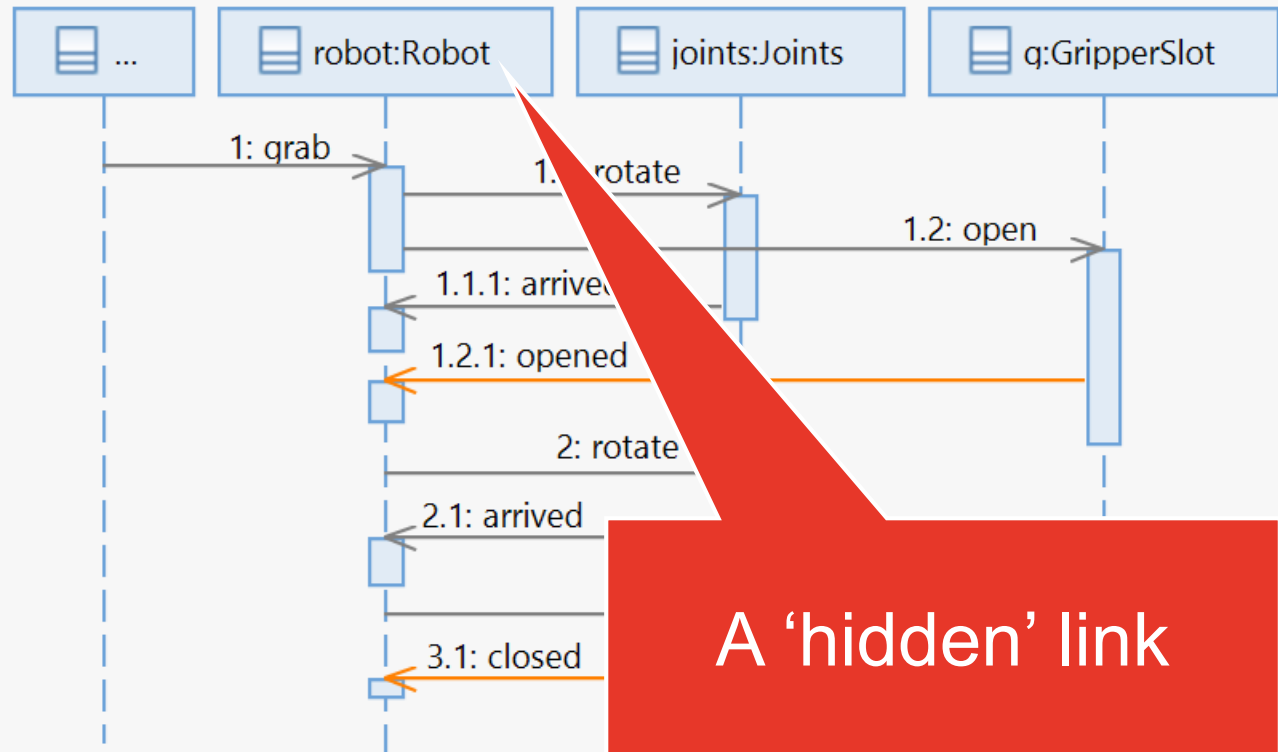 ...
robot:Robot
joints:Joints
g:GripperSlot
1: grab
rotate
1.2: open
1.1.1: arrived
1.2.1: opened
2: rotate
2.1: arrived
3.1: closed
A ‘hidden’ link